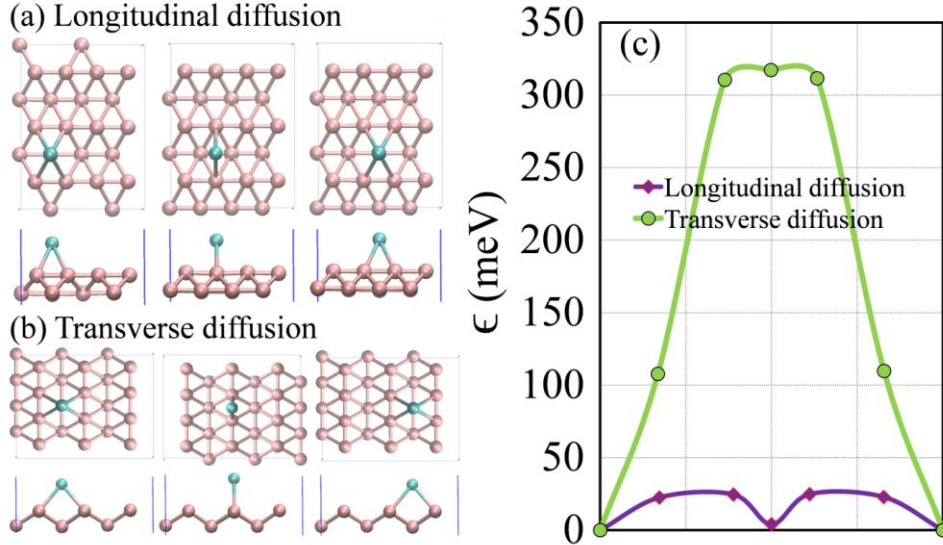 (a) Longitudinal diffusion
(b) Transverse diffusion
(c)
ϵ (meV)
350
300
250
200
150
100
50
0
Longitudinal diffusion
Transverse diffusion